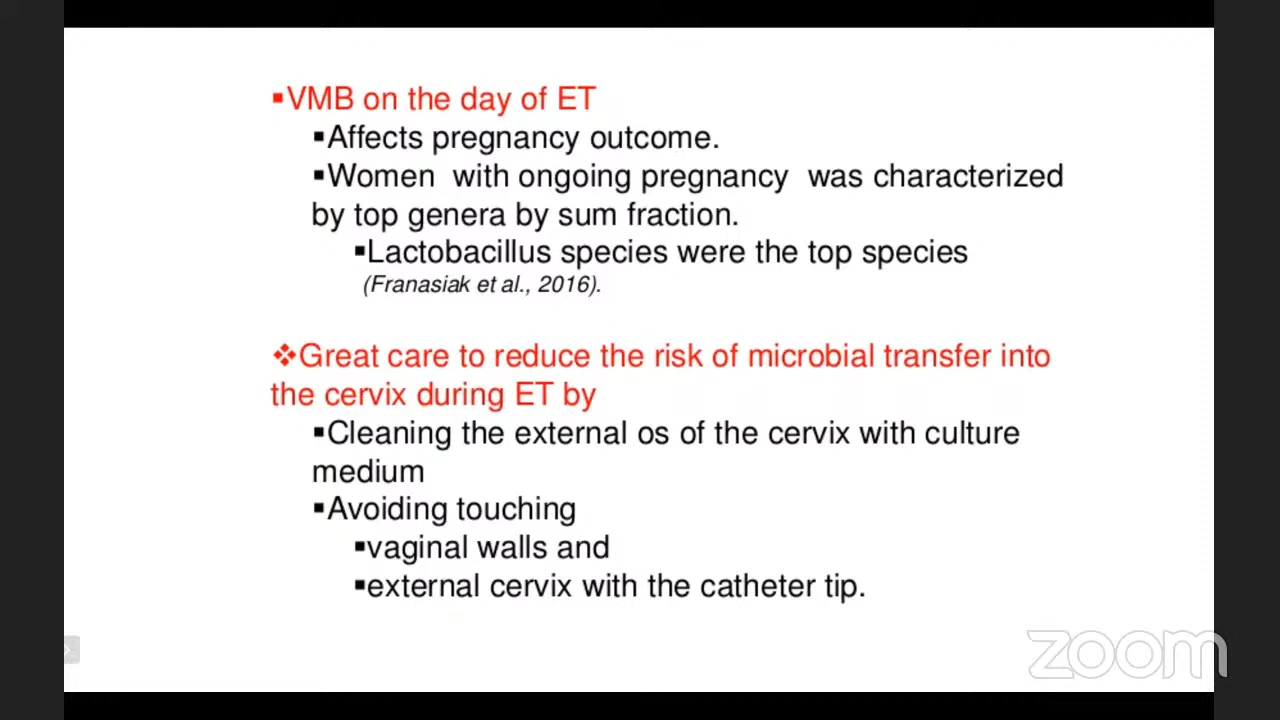 ▪VMB on the day of ET
▪Affects pregnancy outcome.
▪Women with ongoing pregnancy was characterized
by top genera by sum fraction.
▪Lactobacillus species were the top species
(Franasiak et al., 2016).
❖Great care to reduce the risk of microbial transfer into
the cervix during ET by
▪Cleaning the external os of the cervix with culture
medium
▪Avoiding touching
▪vaginal walls and
▪external cervix with the catheter tip.
zoom